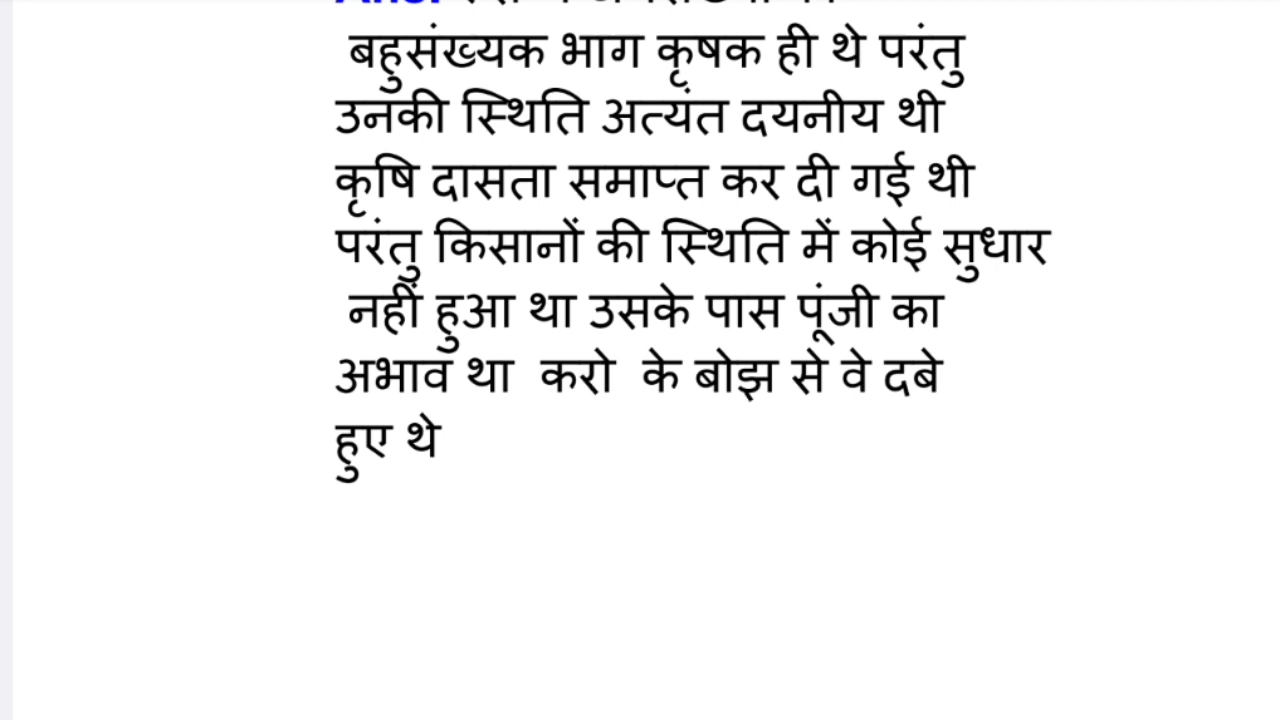 बहुसंख्यक भाग कृषक ही थे परंतु
उनकी स्थिति अत्यंत दयनीय थी
कृषि दासता समाप्त कर दी गई थी
परंतु किसानों की स्थिति में कोई सुधार
नहीं हुआ था उसके पास पूंजी का
अभाव था करो के बोझ से वे दबे
हुए थे